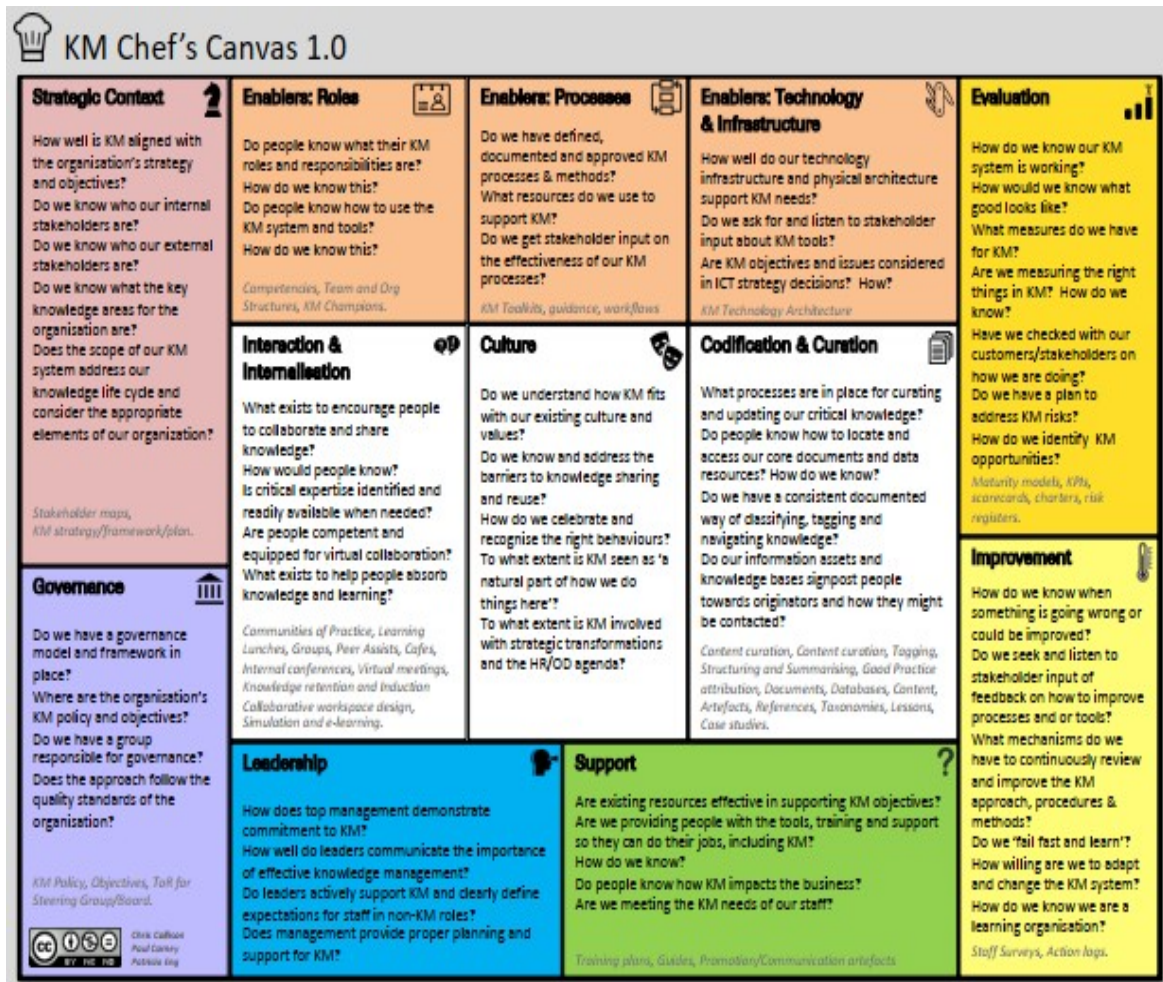 KM Chef's Canvas 1.0
Strategic Context
How well is KM aligned with
the organisation's strategy
and objectives?
Do we know who our internal
stakeholders are?
Do we know who our external
stakeholders are?
Do we know what the key
knowledge areas for the
organisation are?
Does the scope of our KM
system address our
knowledge life cycle and
consider the appropriate
elements of our organization?
Stakeholder maps,
KM strategy/framework/plan.
Governance
Do we have a governance
model and framework in
place?
Where are the organisation's
KM policy and objectives?
Do we have a group
responsible for governance?
Does the approach follow the
quality standards of the
organisation?
KM Policy, Objectives, ToR for
Steering Group/Board.
cc
BY NC ND
Chris Collison
Paul Corney
Patricia Eng
Enablers: Roles
Do people know what their KM
roles and responsibilities are?
How do we know this?
Do people know how to use the
KM system and tools?
How do we know this?
Competencies, Team and Org
Structures, KM Champions.
Enablers: Processes
Do we have defined,
documented and approved KM
processes & methods?
What resources do we use to
support KM?
Do we get stakeholder input on
the effectiveness of our KM
processes?
KM Toolkits, guidance, workflows
Enablers: Technology
& Infrastructure
How well do our technology
infrastructure and physical architecture
support KM needs?
Do we ask for and listen to stakeholder
input about KM tools?
Are KM objectives and issues considered
in ICT strategy decisions? How?
KM Technology Architecture
Interaction &
Internalisation
What exists to encourage people
to collaborate and share
knowledge?
How would people know?
Is critical expertise identified and
readily available when needed?
Are people competent and
equipped for virtual collaboration?
What exists to help people absorb
knowledge and learning?
Communities of Practice, Learning
Lunches, Groups, Peer Assists, Cafes,
Internal conferences, Virtual meetings,
Knowledge retention and Induction
Collaborative workspace design,
Simulation and e-learning.
Culture
Do we understand how KM fits
with our existing culture and
values?
Do we know and address the
barriers to knowledge sharing
and reuse?
How do we celebrate and
recognise the right behaviours?
To what extent is KM seen as 'a
natural part of how we do
things here'?
To what extent is KM involved
with strategic transformations
and the HR/OD agenda?
Codification & Curation
What processes are in place for curating
and updating our critical knowledge?
Do people know how to locate and
access our core documents and data
resources? How do we know?
Do we have a consistent documented
way of classifying, tagging and
navigating knowledge?
Do our information assets and
knowledge bases signpost people
towards originators and how they might
be contacted?
Content curation, Content curation, Tagging,
Structuring and Summarising, Good Practice
attribution, Documents, Databases, Content,
Artefacts, References, Taxonomies, Lessons,
Case studies.
Leadership
How does top management demonstrate
commitment to KM?
How well do leaders communicate the importance
of effective knowledge management?
Do leaders actively support KM and clearly define
expectations for staff in non-KM roles?
Does management provide proper planning and
support for KM?
Support
?
Are existing resources effective in supporting KM objectives?
Are we providing people with the tools, training and support
so they can do their jobs, including KM?
How do we know?
Do people know how KM impacts the business?
Are we meeting the KM needs of our staff?
Training plans, Guides, Promotion/Communication artefacts
Evaluation
How do we know our KM
system is working?
How would we know what
good looks like?
What measures do we have
for KM?
Are we measuring the right
things in KM? How do we
know?
Have we checked with our
customers/stakeholders on
how we are doing?
Do we have a plan to
address KM risks?
How do we identify KM
opportunities?
Maturity models, KPIs,
scorecards, charters, risk
registers.
Improvement
How do we know when
something is going wrong or
could be improved?
Do we seek and listen to
stakeholder input of
feedback on how to improve
processes and or tools?
What mechanisms do we
have to continuously review
and improve the KM
approach, procedures &
methods?
Do we 'fail fast and learn'?
How willing are we to adapt
and change the KM system?
How do we know we are a
learning organisation?
Staff Surveys, Action logs.